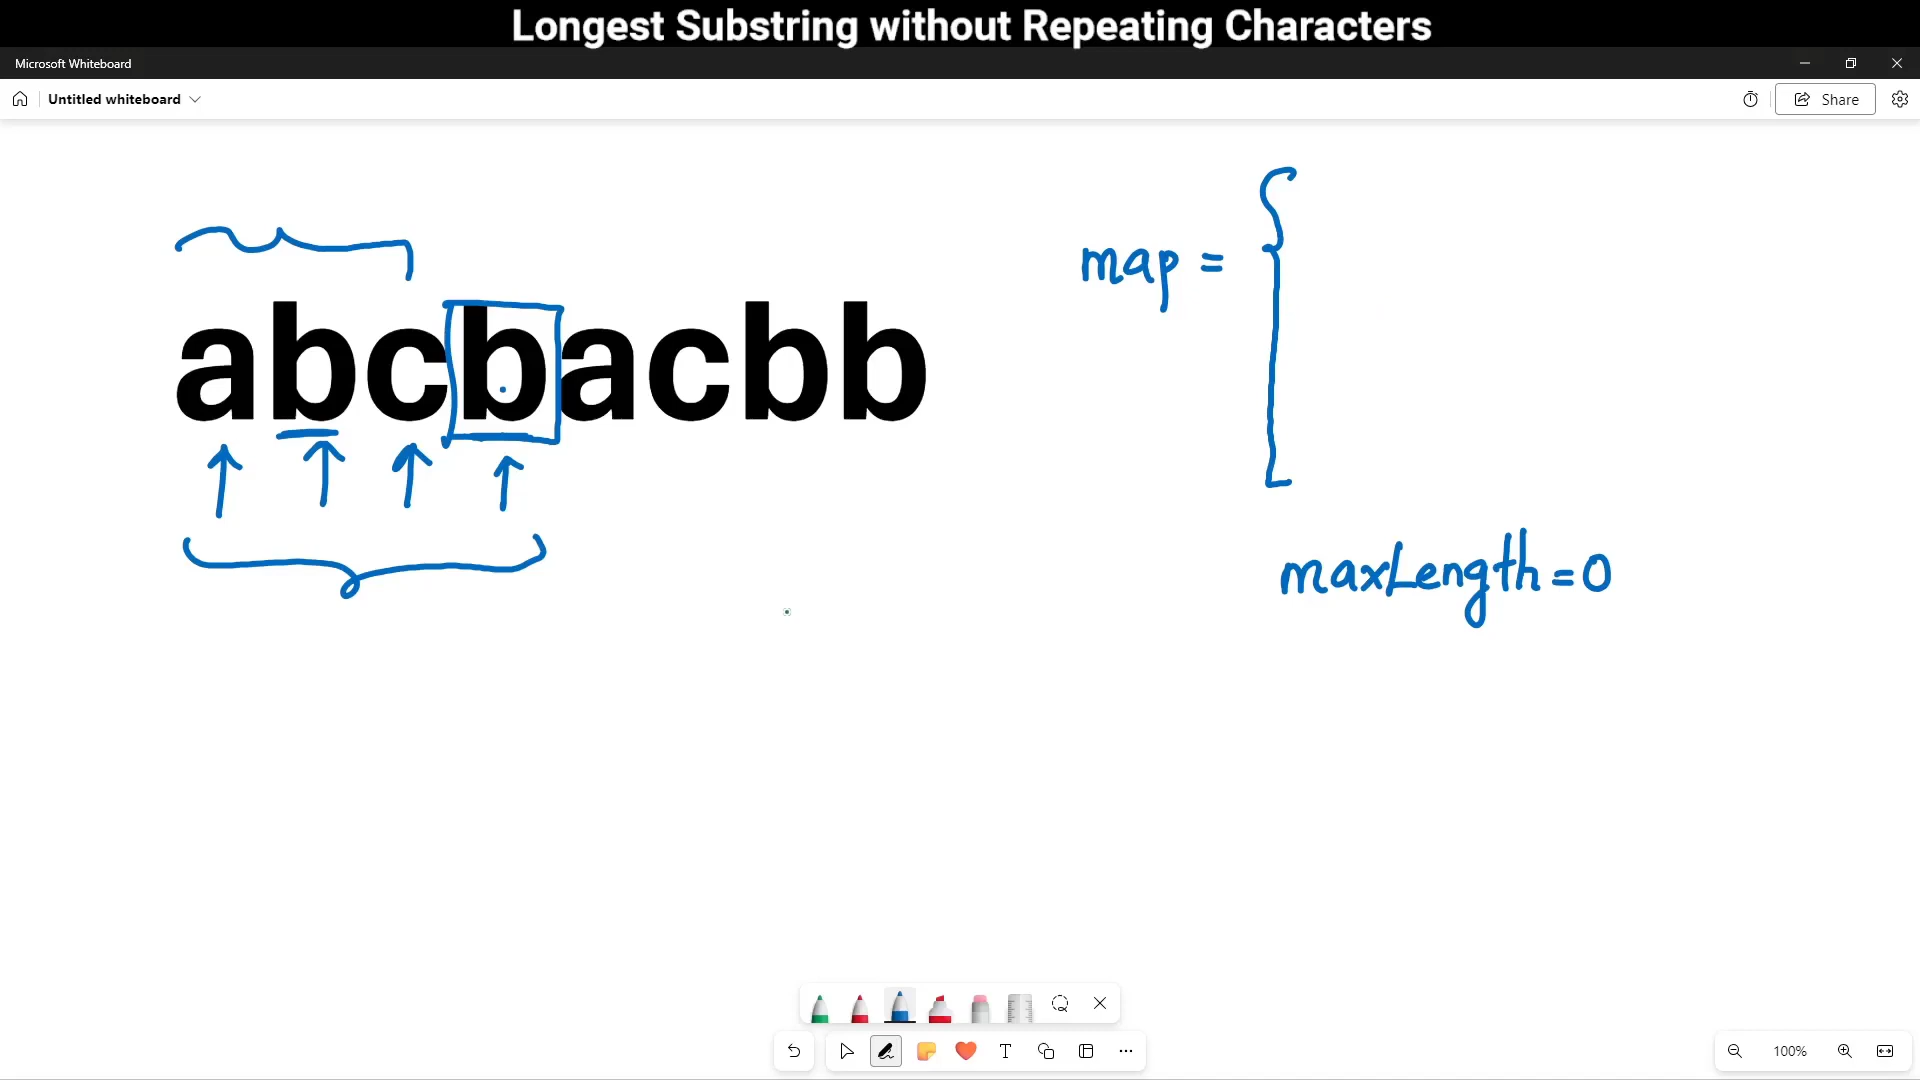 Longest Substring without Repeating Characters
Microsoft Whiteboard
Untitled whiteboard
Share
map = {
abcbacbb
maxLength = 0
T
100%